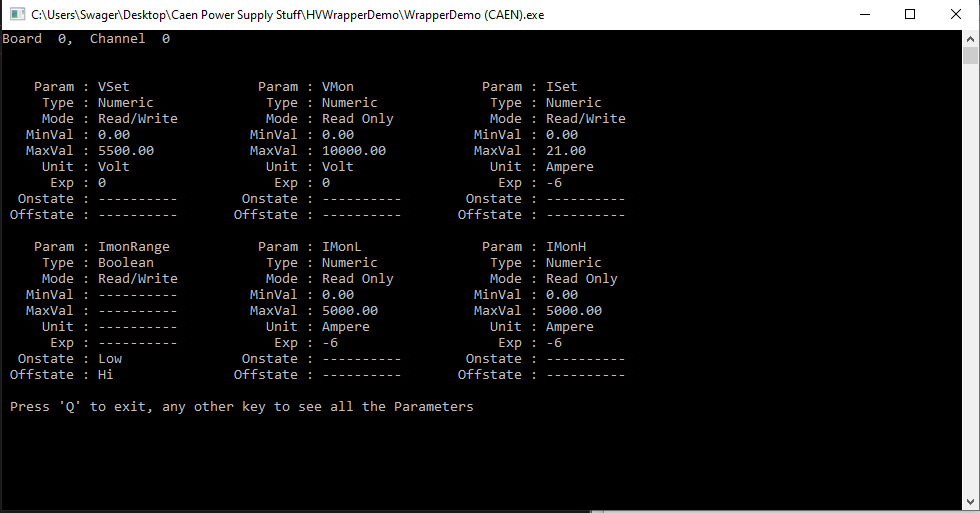 C:\Users\Swager\Desktop\Caen Power Supply Stuff\HVWrapperDemo\WrapperDemo (CAEN).exe
Board  0,  Channel  0
    Param : VSet                Param : VMon                Param : ISet
     Type : Numeric              Type : Numeric              Type : Numeric
     Mode : Read/Write           Mode : Read Only            Mode : Read/Write
   MinVal : 0.00               MinVal : 0.00               MinVal : 0.00
   MaxVal : 5500.00            MaxVal : 10000.00           MaxVal : 21.00
     Unit : Volt                 Unit : Volt                 Unit : Ampere
      Exp : 0                     Exp : 0                     Exp : -6
  Onstate : ----------        Onstate : ----------        Onstate : ----------
 Offstate : ----------       Offstate : ----------       Offstate : ----------
    Param : ImonRange           Param : IMonL               Param : IMonH
     Type : Boolean              Type : Numeric              Type : Numeric
     Mode : Read/Write           Mode : Read Only            Mode : Read Only
   MinVal : ----------         MinVal : 0.00               MinVal : 0.00
   MaxVal : ----------         MaxVal : 5000.00            MaxVal : 5000.00
     Unit : ----------           Unit : Ampere               Unit : Ampere
      Exp : ----------            Exp : -6                    Exp : -6
  Onstate : Low               Onstate : ----------        Onstate : ----------
 Offstate : Hi               Offstate : ----------       Offstate : ----------
 Press 'Q' to exit, any other key to see all the Parameters